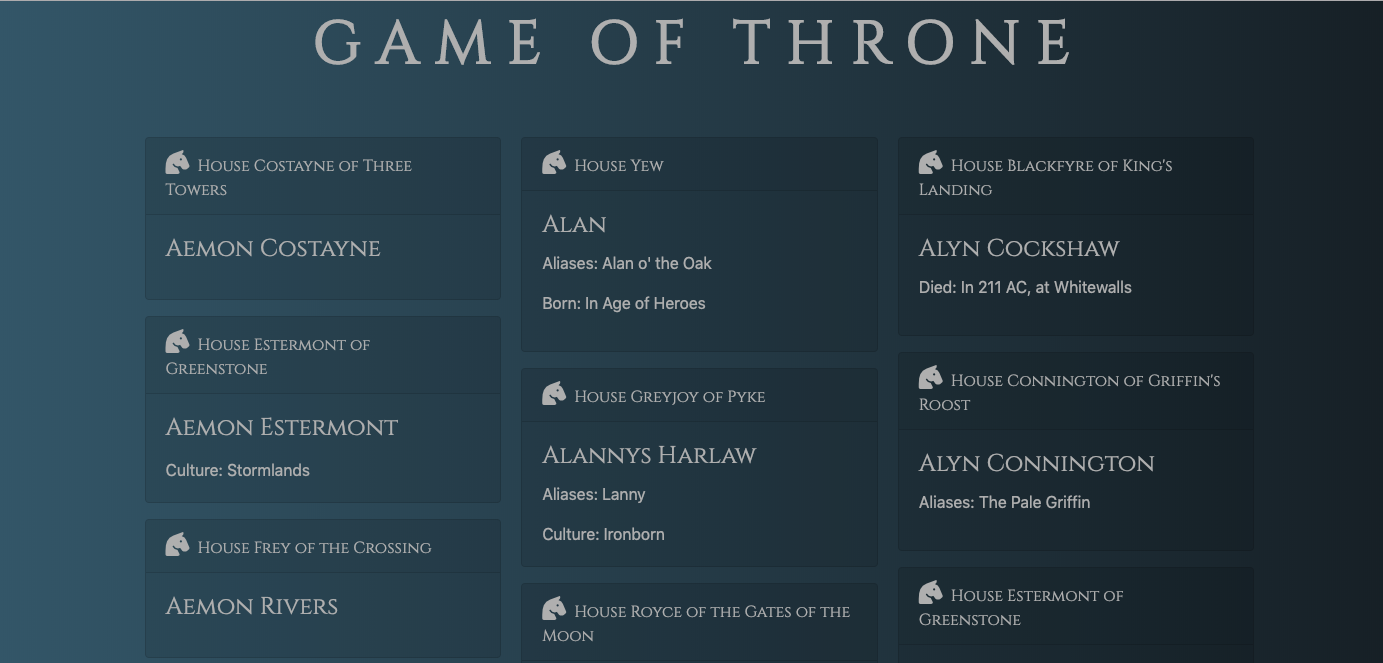 GAME OF THRONE
House Costayne of Three
Towers
Aemon Costayne
House Estermont of
Greenstone
Aemon Estermont
Culture: Stormlands
House Frey of the Crossing
Aemon Rivers
House Yew
Alan
Aliases: Alan o' the Oak
Born: In Age of Heroes
House Greyjoy of Pyke
Alannys Harlaw
Aliases: Lanny
Culture: Ironborn
House Royce of the Gates of the
Moon
House Blackfyre of King's
Landing
Alyn Cockshaw
Died: In 211 AC, at Whitewalls
House Connington of Griffin's
Roost
Alyn Connington
Aliases: The Pale Griffin
House Estermont of
Greenstone